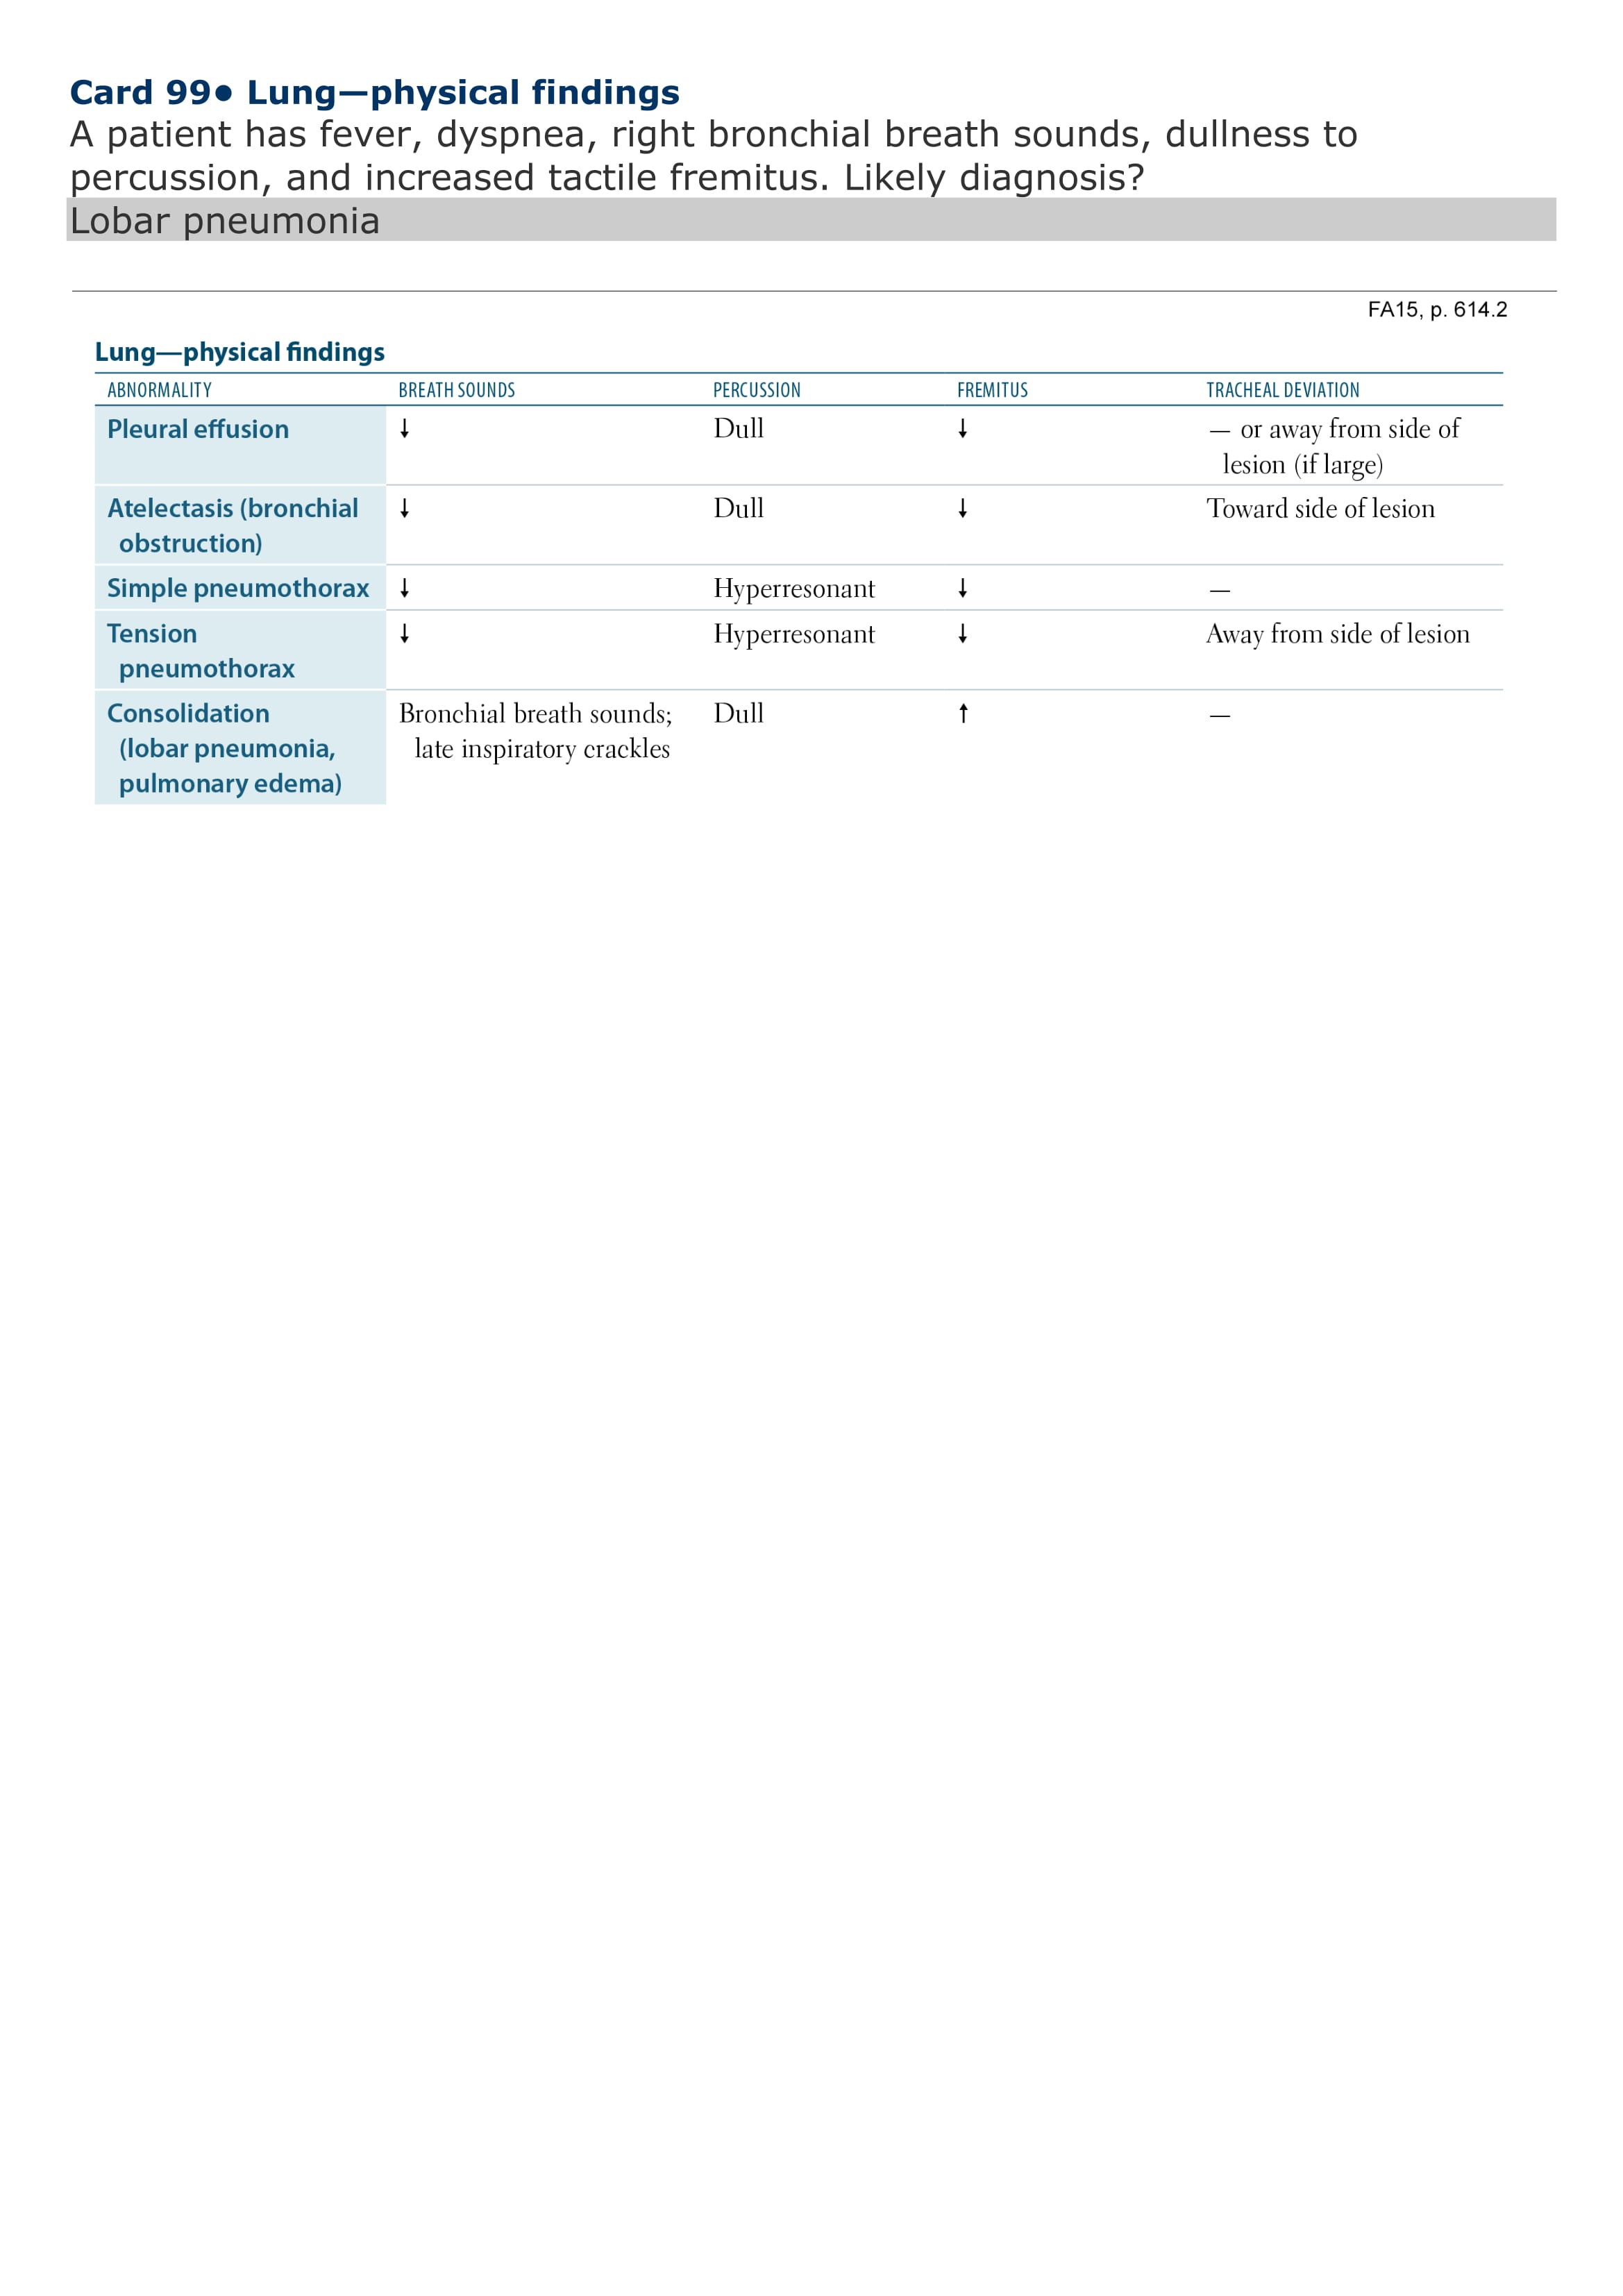 Card 99● Lung—physical findings
A patient has fever, dyspnea, right bronchial breath sounds, dullness to
percussion, and increased tactile fremitus. Likely diagnosis?
Lobar pneumonia
FA15, p. 614.2
Lung—physical findings
ABNORMALITY BREATH SOUNDS PERCUSSION FREMITUS TRACHEAL DEVIATION
Pleural effusion ↓ Dull ↓ — or away from side of
lesion (if large)
Atelectasis (bronchial ↓ Dull ↓ Toward side of lesion
obstruction)
Simple pneumothorax ↓ Hyperresonant ↓ —
Tension ↓ Hyperresonant ↓ Away from side of lesion
pneumothorax
Consolidation Bronchial breath sounds; Dull ↑ —
(lobar pneumonia, late inspiratory crackles
pulmonary edema)